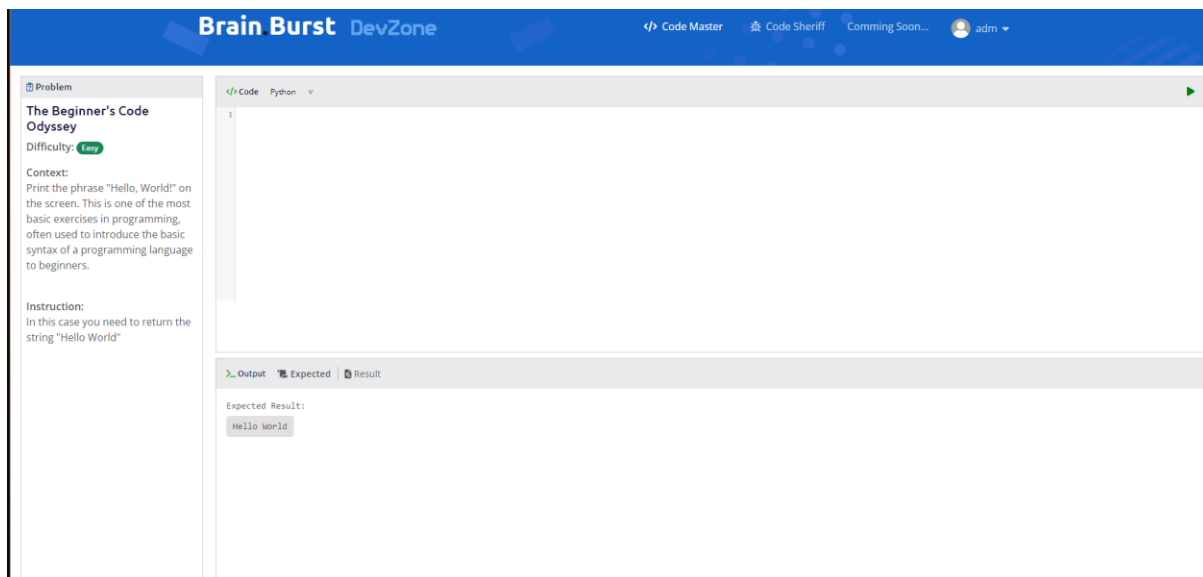 Brain.Burst DevZone
</> Code Master
Code Sheriff
Comming Soon...
adm
Problem
The Beginner's Code
Odyssey
Difficulty: Easy
Context:
Print the phrase "Hello, World!" on
the screen. This is one of the most
basic exercises in programming,
often used to introduce the basic
syntax of a programming language
to beginners.
Instruction:
In this case you need to return the
string "Hello World"
</> Code Python v
1
>_ Output Expected Result
Expected Result:
Hello World